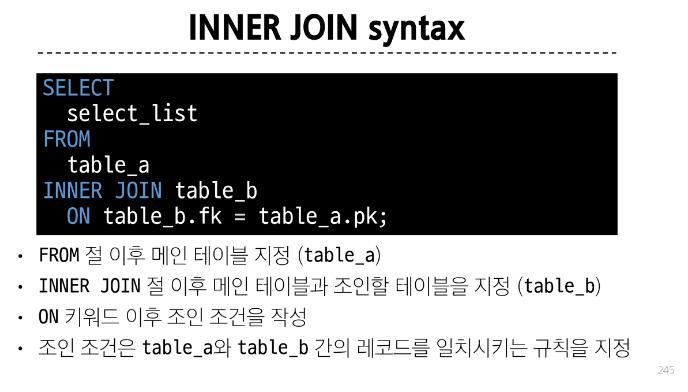 INNER JOIN syntax
SELECT
select_list
FROM
table_a
INNER JOIN table_b
ON table_b.fk = table_a.pk;
• FROM 절 이후 메인 테이블 지정 (table_a)
• INNER JOIN 절 이후 메인 테이블과 조인할 테이블을 지정 (table_b)
• ON 키워드 이후 조인 조건을 작성
• 조인 조건은 table_a와 table_b 간의 레코드를 일치시키는 규칙을 지정
245